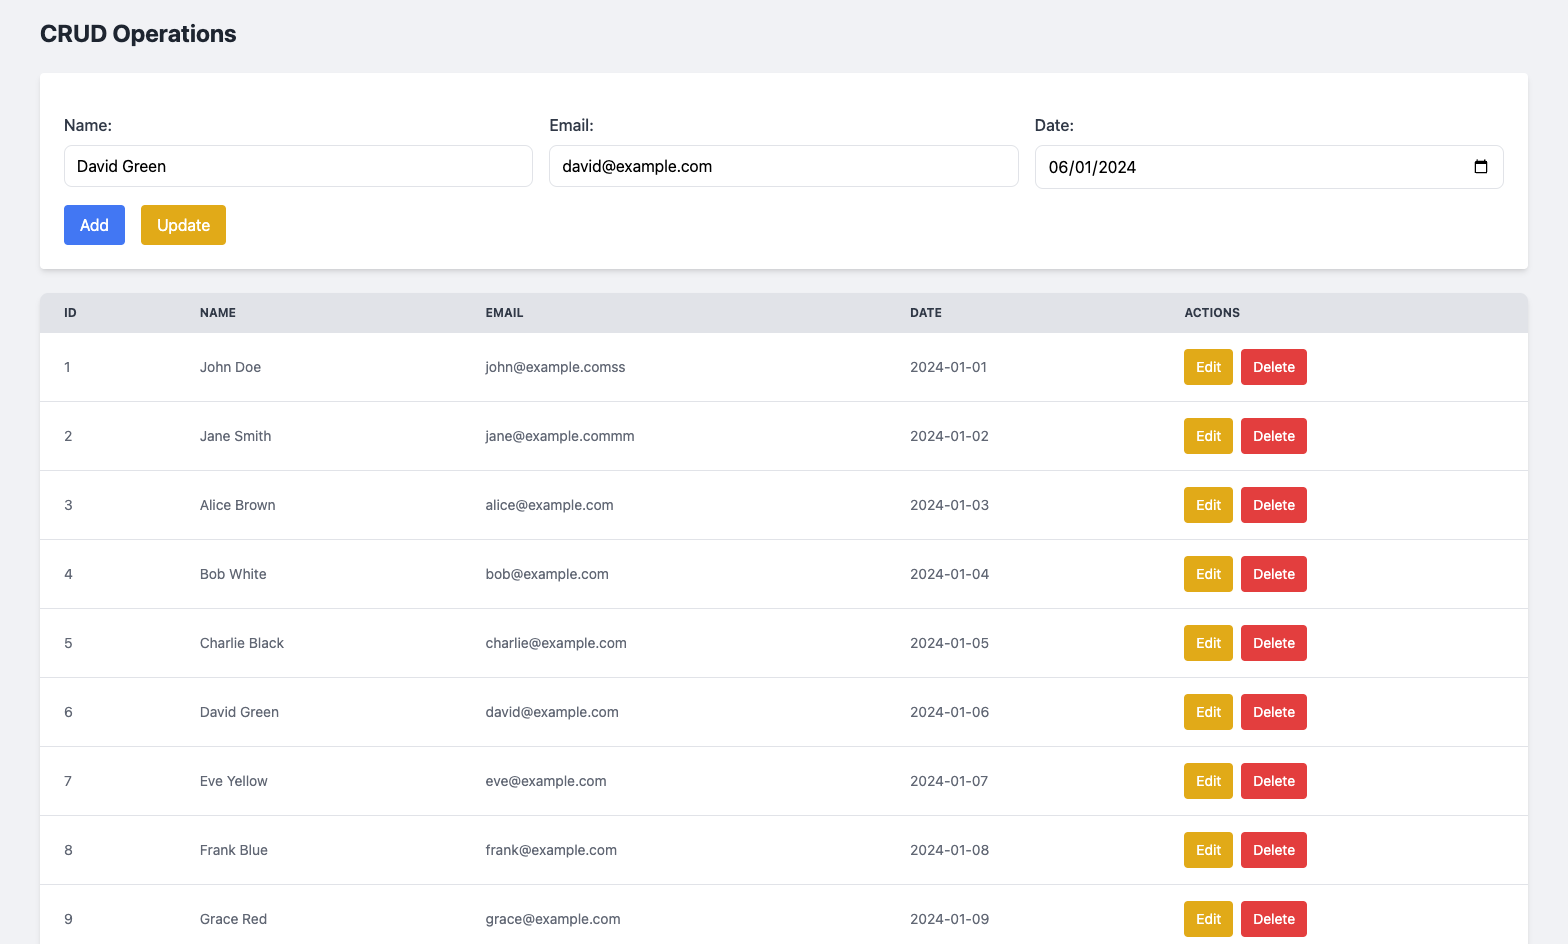 CRUD Operations
Name: Email: Date:
David Green david@example.com 06/01/2024
Add Update
ID NAME EMAIL DATE ACTIONS
1 John Doe john@example.comss 2024-01-01 Edit Delete
2 Jane Smith jane@example.commm 2024-01-02 Edit Delete
3 Alice Brown alice@example.com 2024-01-03 Edit Delete
4 Bob White bob@example.com 2024-01-04 Edit Delete
5 Charlie Black charlie@example.com 2024-01-05 Edit Delete
6 David Green david@example.com 2024-01-06 Edit Delete
7 Eve Yellow eve@example.com 2024-01-07 Edit Delete
8 Frank Blue frank@example.com 2024-01-08 Edit Delete
9 Grace Red grace@example.com 2024-01-09 Edit Delete